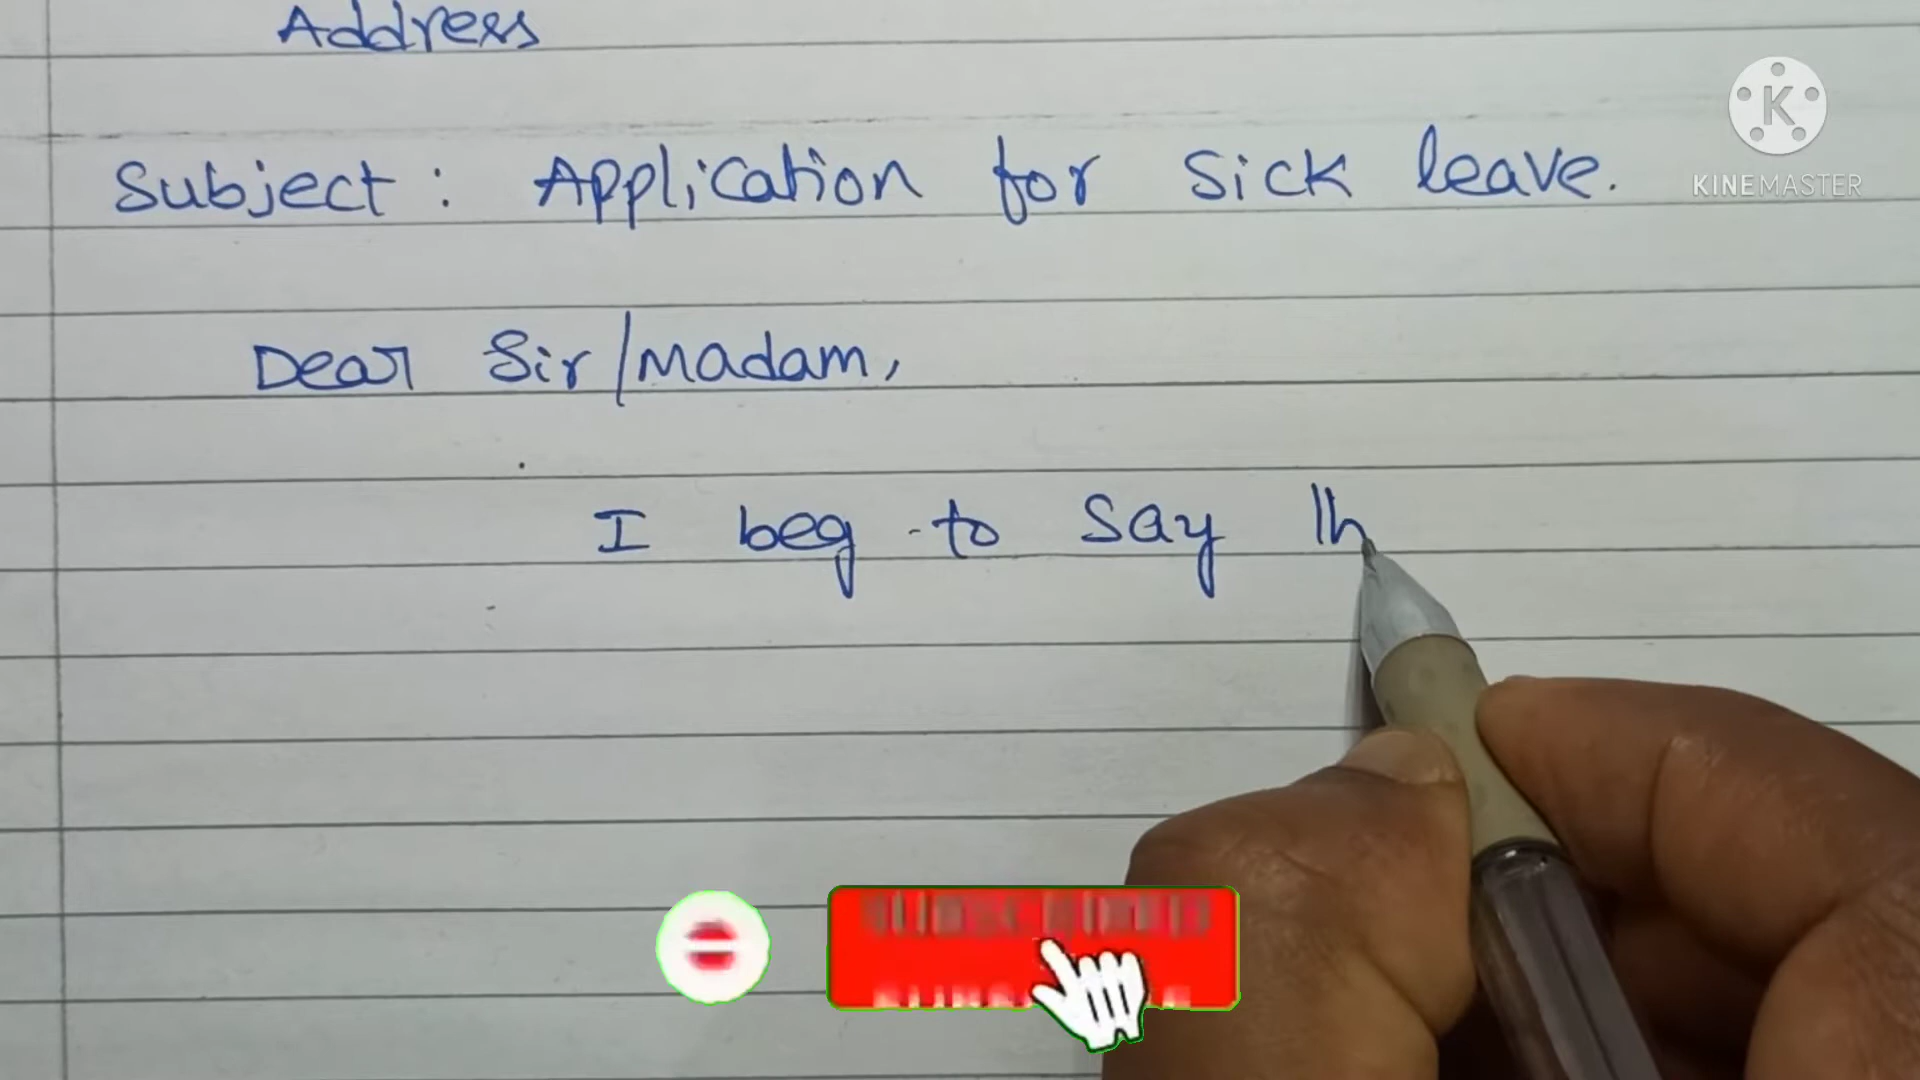 Address
KINEMASTER
Subject: Application for sick leave.
Dear Sir/Madam,
I beg to say th